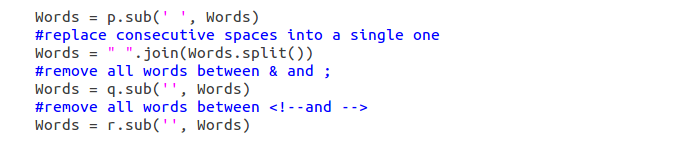 Words = p.sub(' ', Words)
#replace consecutive spaces into a single one
Words = " ".join(Words.split())
#remove all words between & and ;
Words = q.sub('', Words)
#remove all words between <!--and -->
Words = r.sub('', Words)